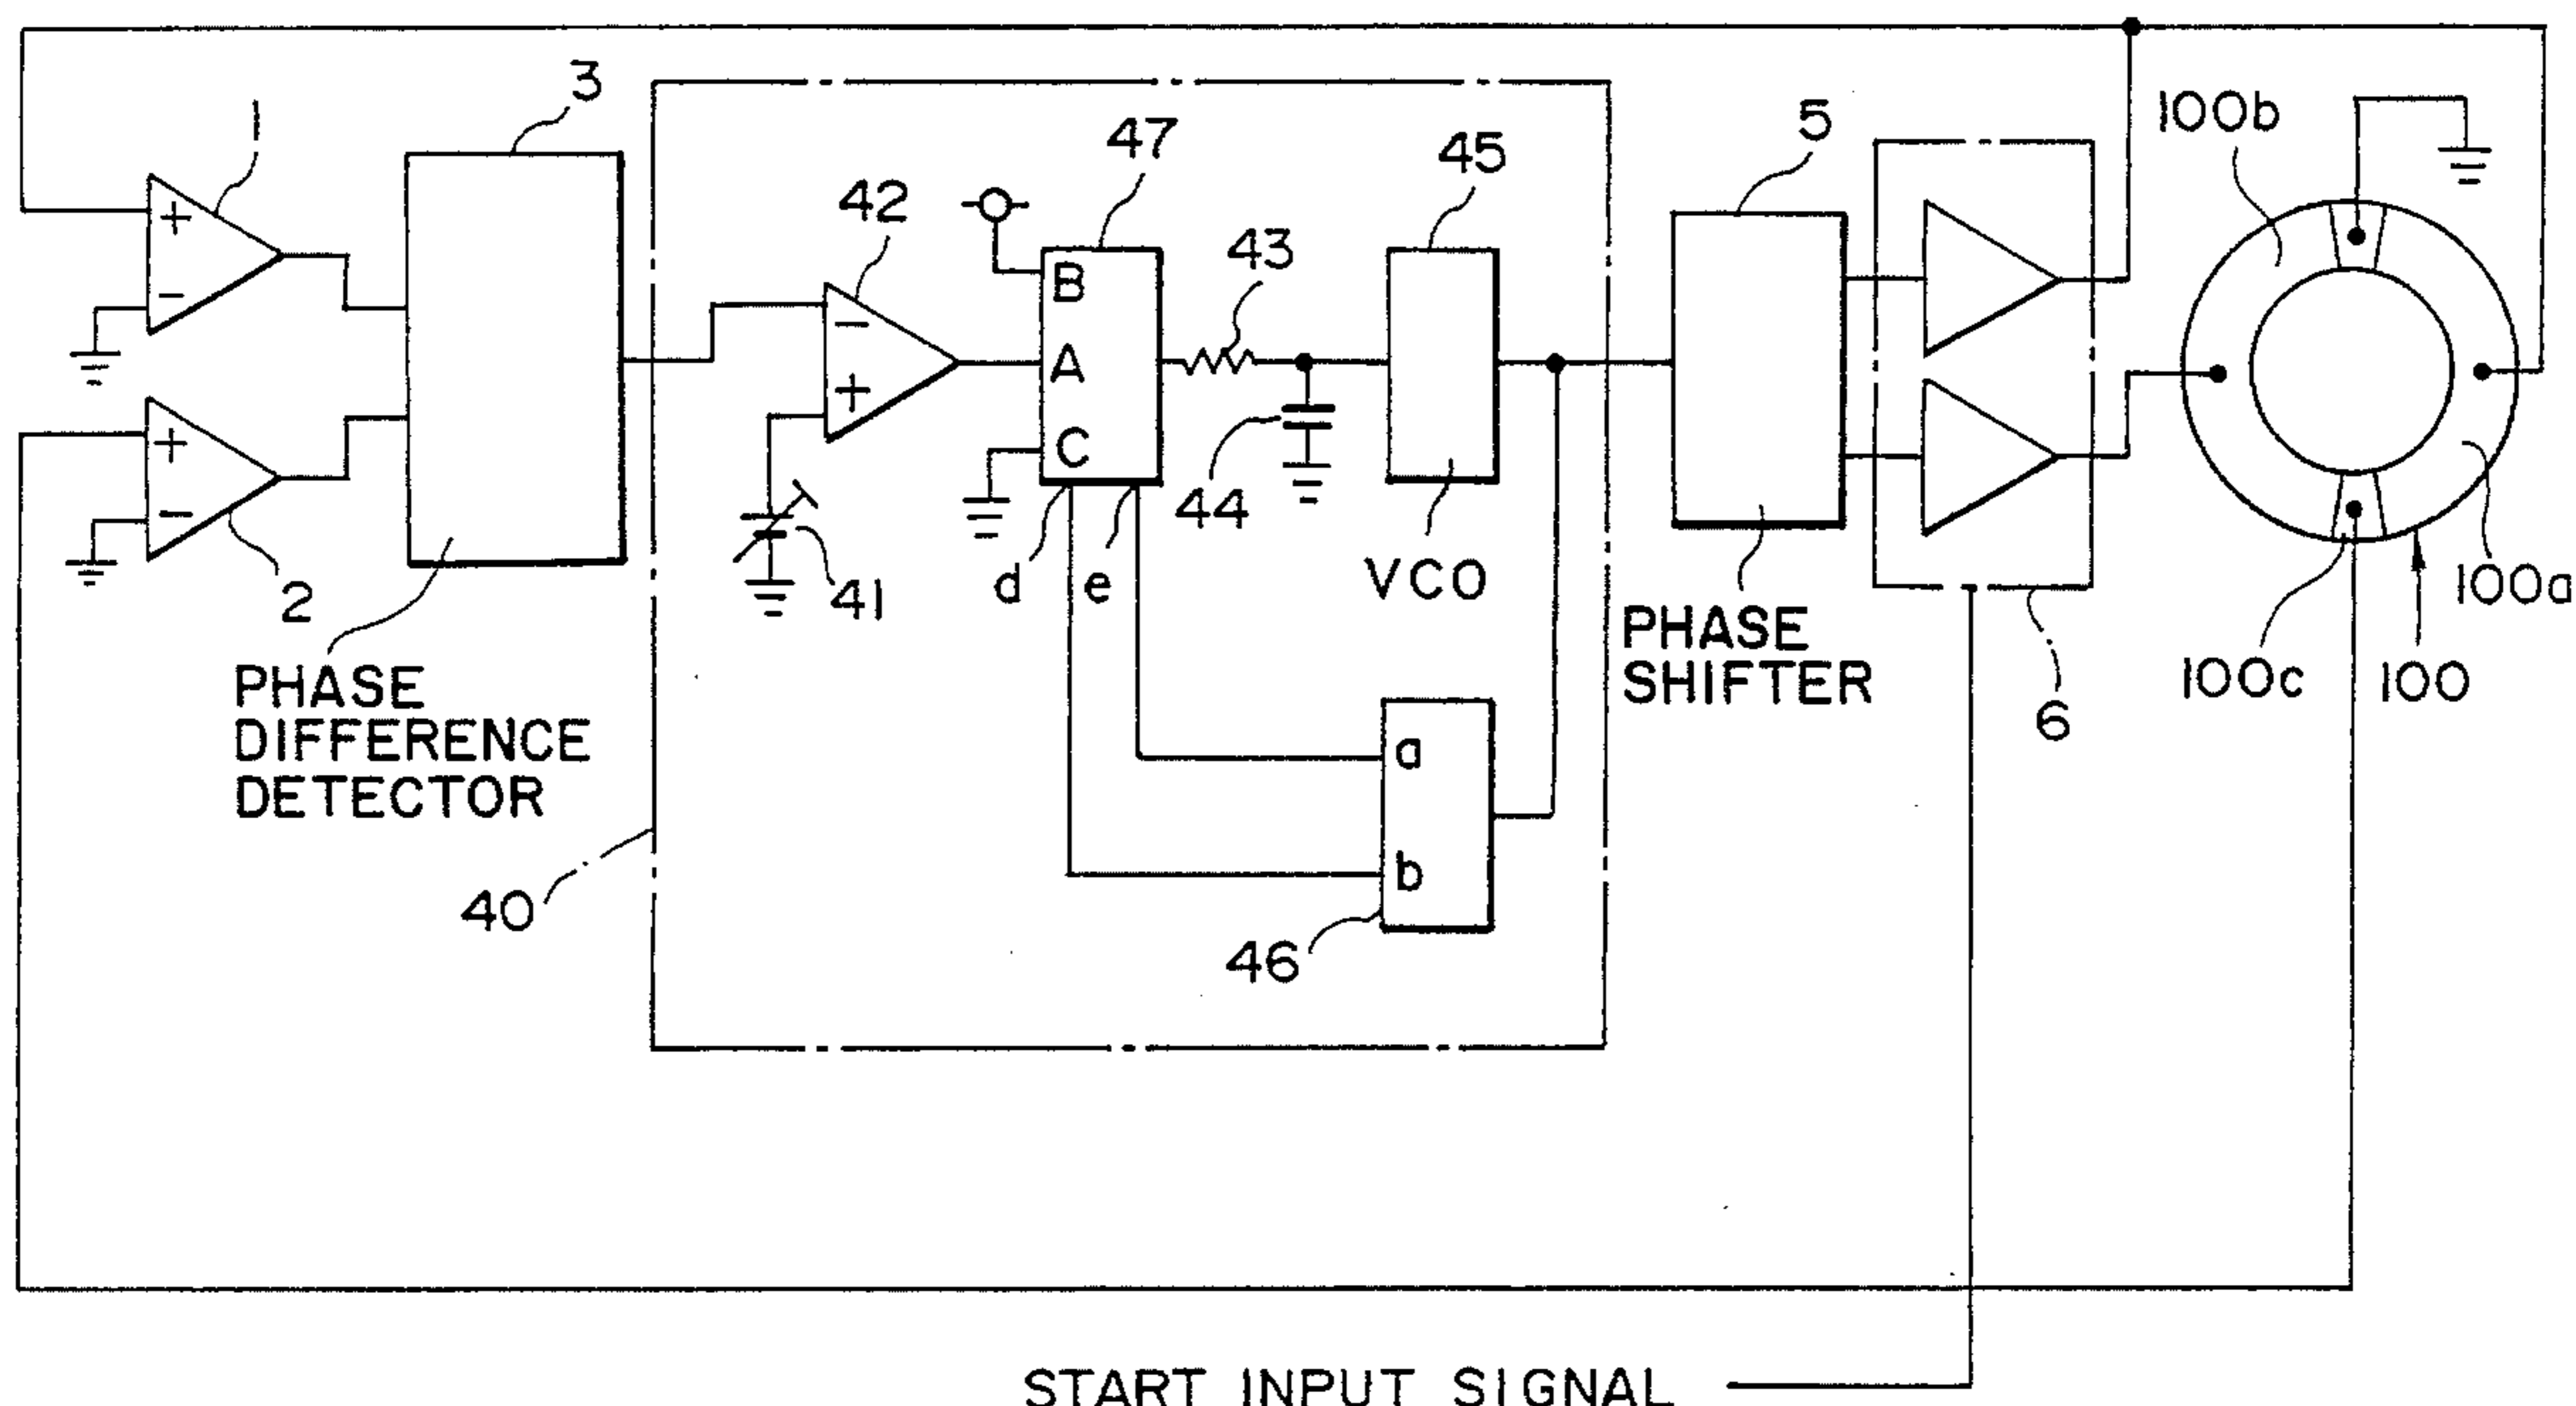 1
+
−
+
−
2
3
PHASE
DIFFERENCE
DETECTOR
40
42
−
+
41
47
B
A
C
d
e
43
44
45
VCO
a
b
46
5
PHASE
SHIFTER
6
100b
100a
100c
100
START INPUT SIGNAL